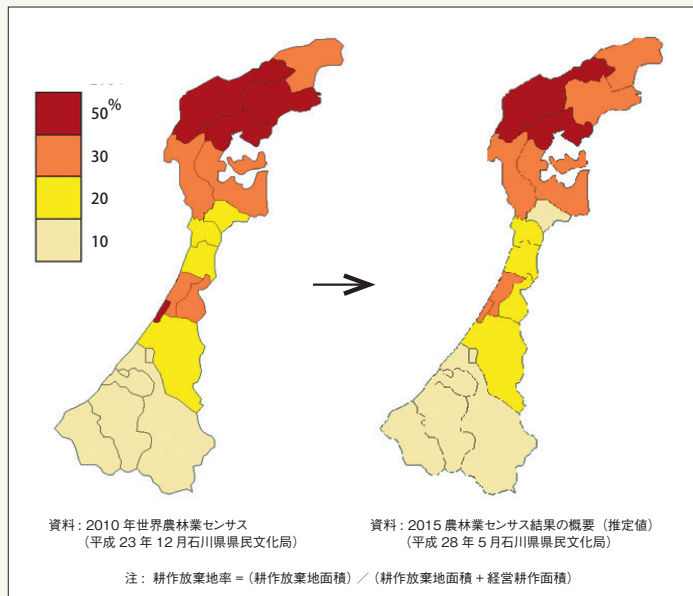 50%
30
20
10
資料 : 2010 年世界農林業センサス
（平成 23 年 12 月石川県県民文化局）
資料 : 2015 農林業センサス結果の概要（推定値）
（平成 28 年 5 月石川県県民文化局）
注 : 耕作放棄地率 =（耕作放棄地面積）／（耕作放棄地面積 + 経営耕作面積）